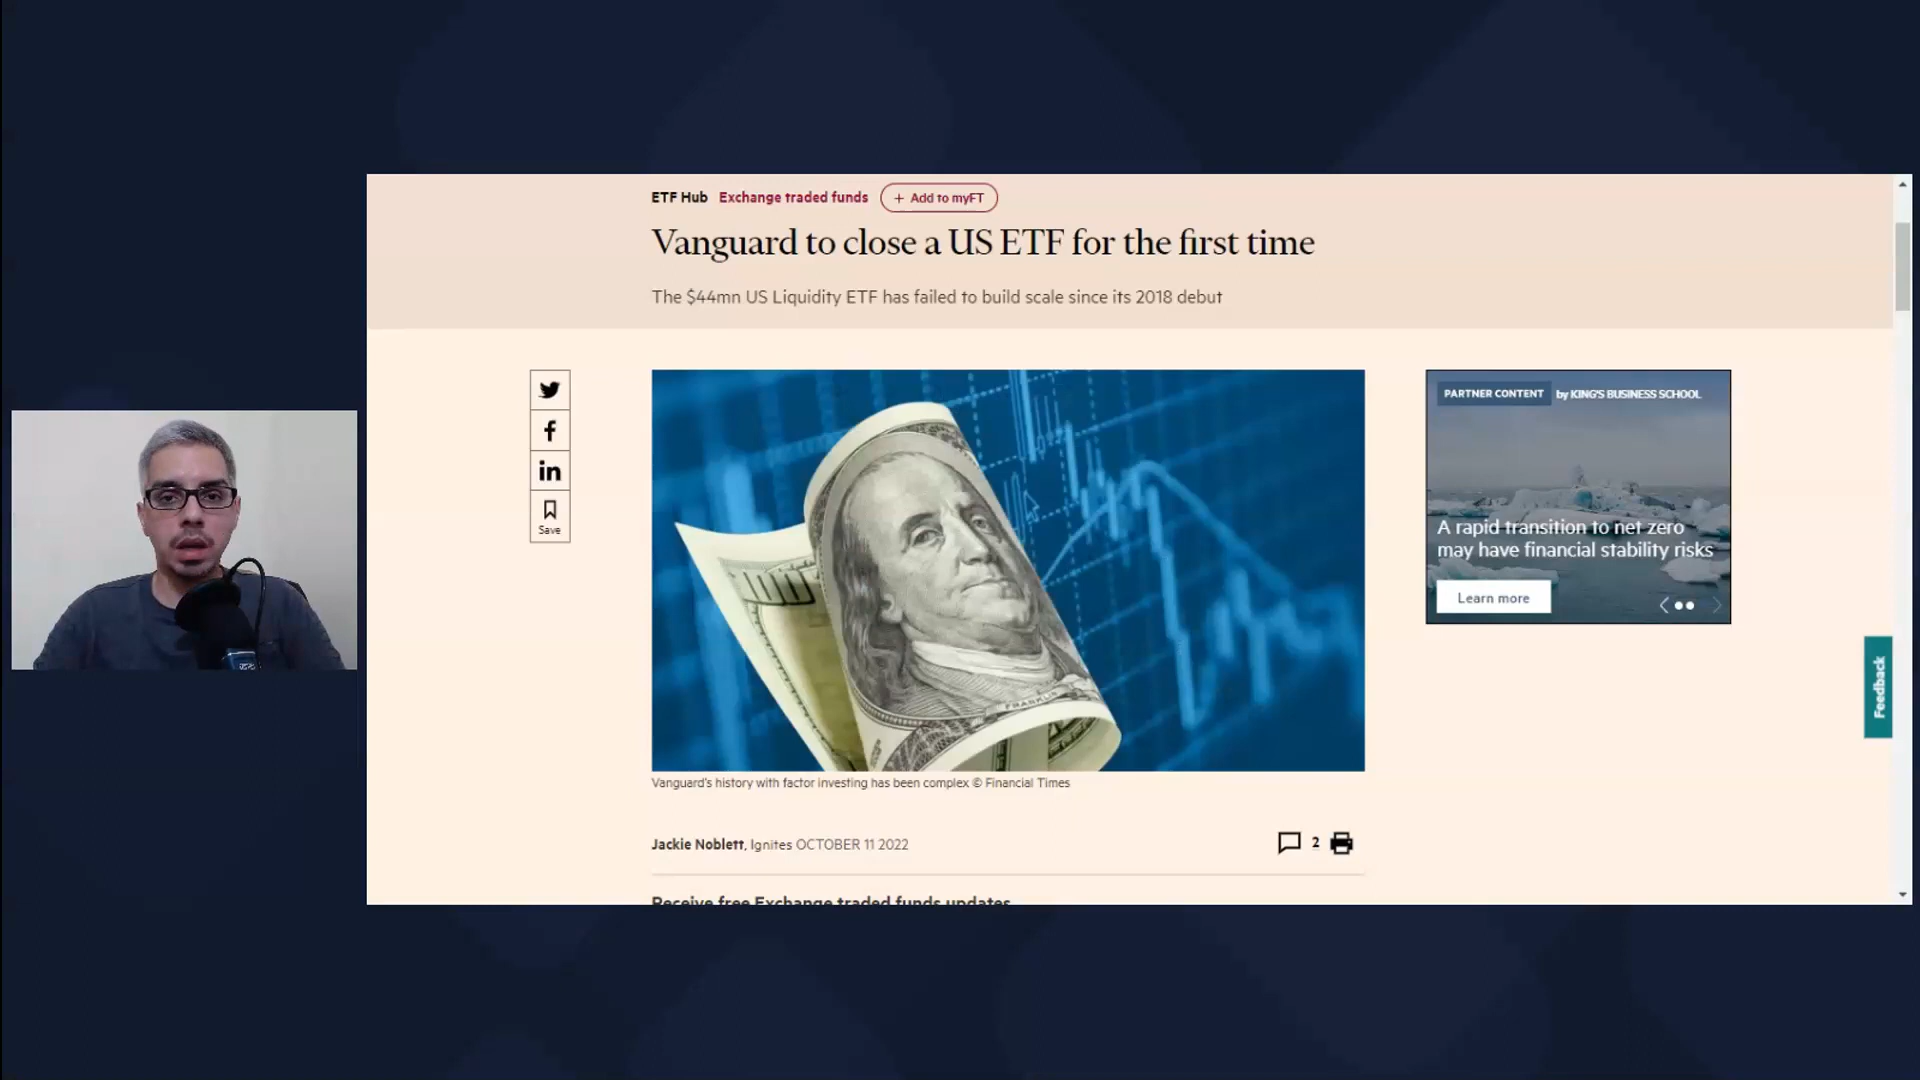 ETF Hub Exchange traded funds + Add to myFT
Vanguard to close a US ETF for the first time
The $44mn US Liquidity ETF has failed to build scale since its 2018 debut
Save
100
FRANKLIN
PARTNER CONTENT by KING'S BUSINESS SCHOOL
A rapid transition to net zero
may have financial stability risks
Learn more
Feedback
Vanguard's history with factor investing has been complex © Financial Times
Jackie Noblett, Ignites OCTOBER 11 2022
2
Receive free Exchange traded funds updates